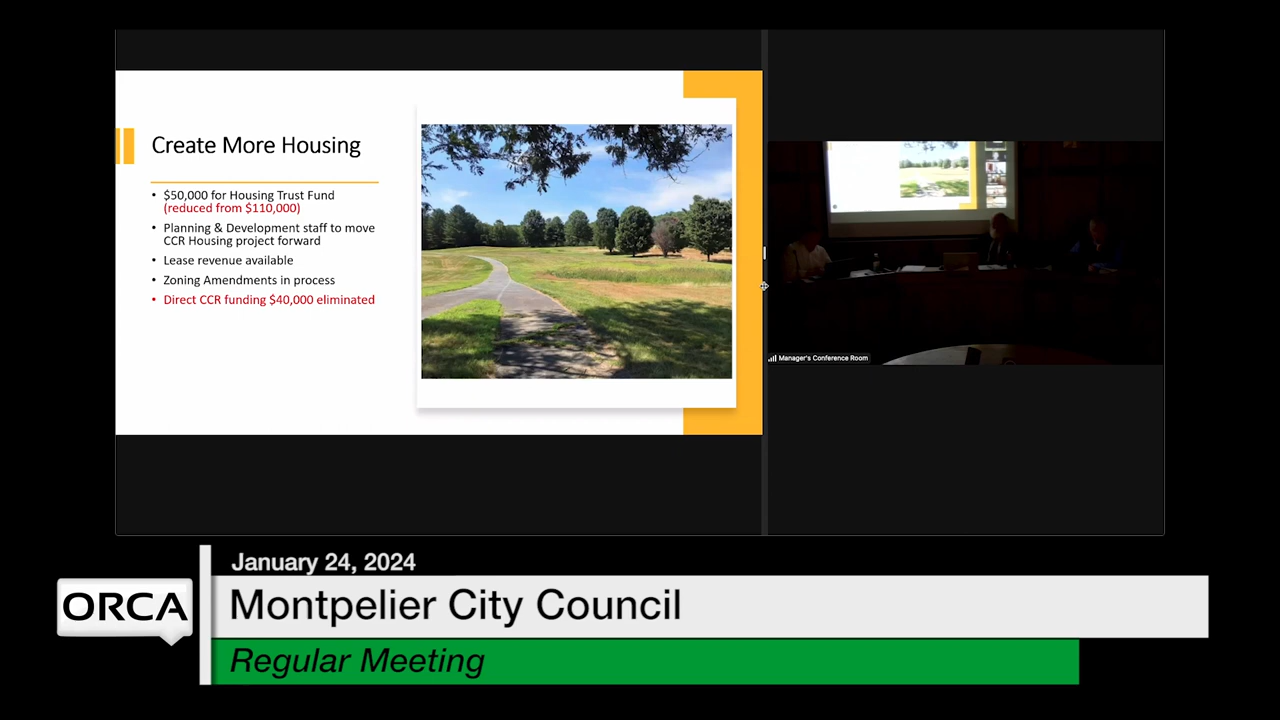 Create More Housing
• $50,000 for Housing Trust Fund
(reduced from $110,000)
• Planning & Development staff to move
CCR Housing project forward
• Lease revenue available
• Zoning Amendments in process
• Direct CCR funding $40,000 eliminated
Manager's Conference Room
January 24, 2024
ORCA
Montpelier City Council
Regular Meeting